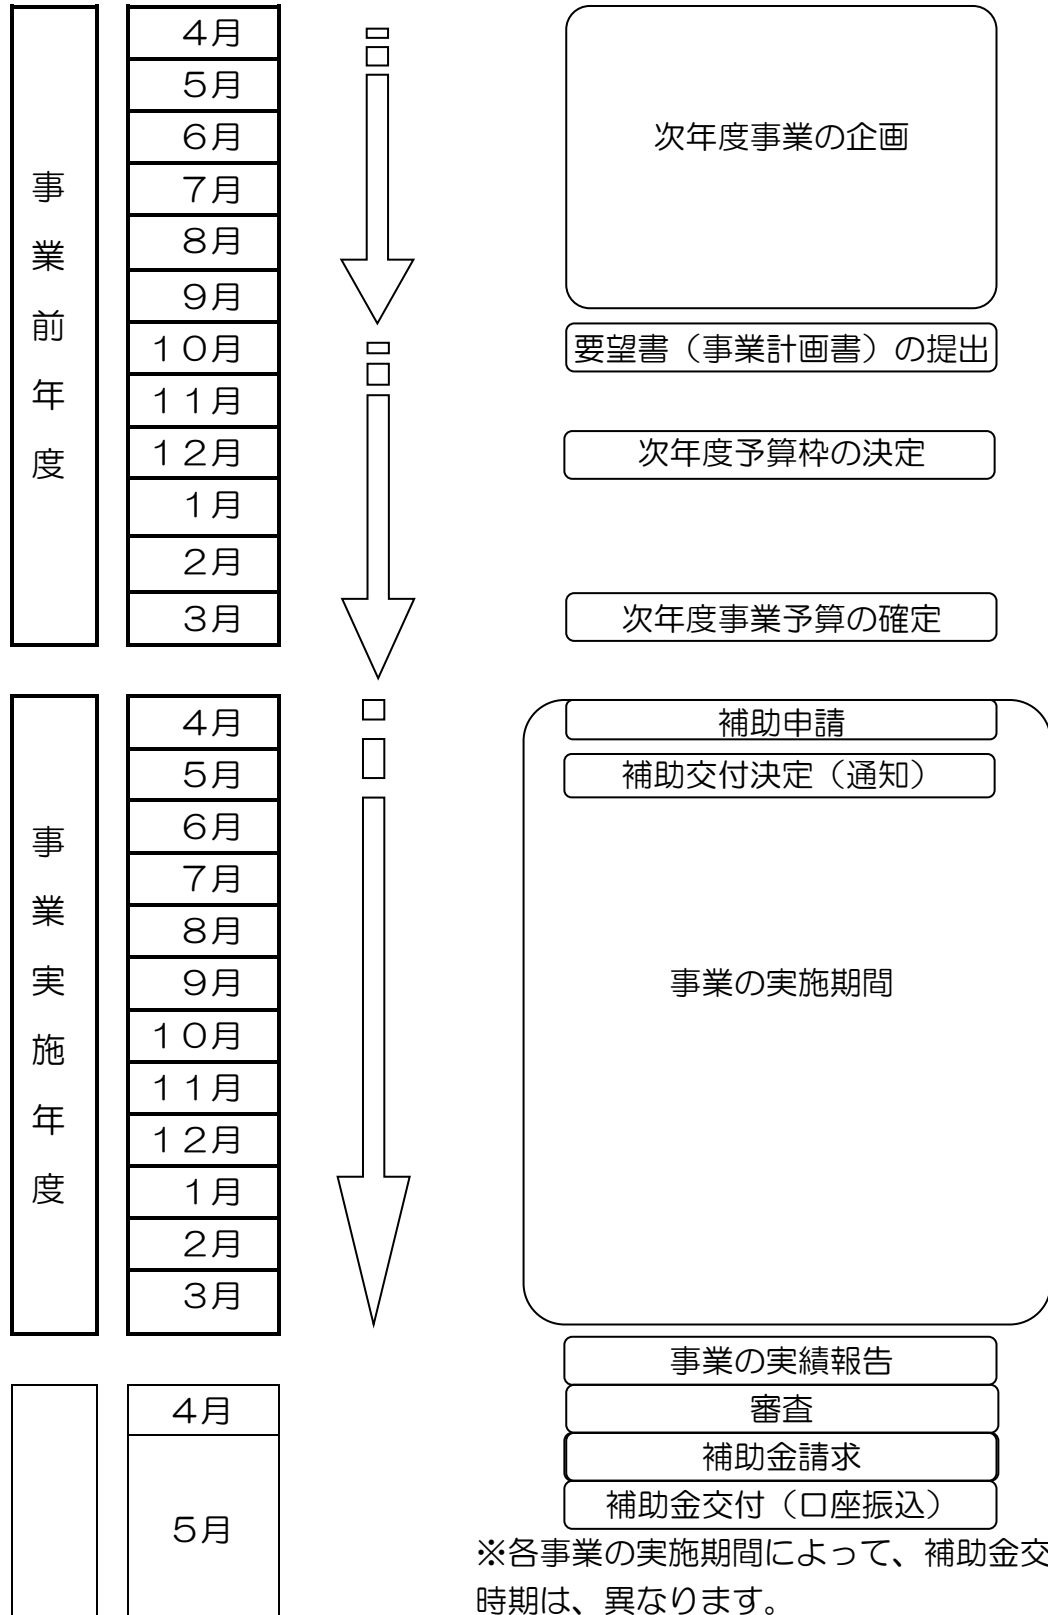 事業前年度
４月
５月
６月
７月
８月
９月
１０月
１１月
１２月
１月
２月
３月
次年度事業の企画
要望書（事業計画書）の提出
次年度予算枠の決定
次年度事業予算の確定
事業実施年度
４月
５月
６月
７月
８月
９月
１０月
１１月
１２月
１月
２月
３月
補助申請
補助交付決定（通知）
事業の実施期間
事業の実績報告
４月
審査
補助金請求
５月
補助金交付（口座振込）
※各事業の実施期間によって、補助金交
時期は、異なります。